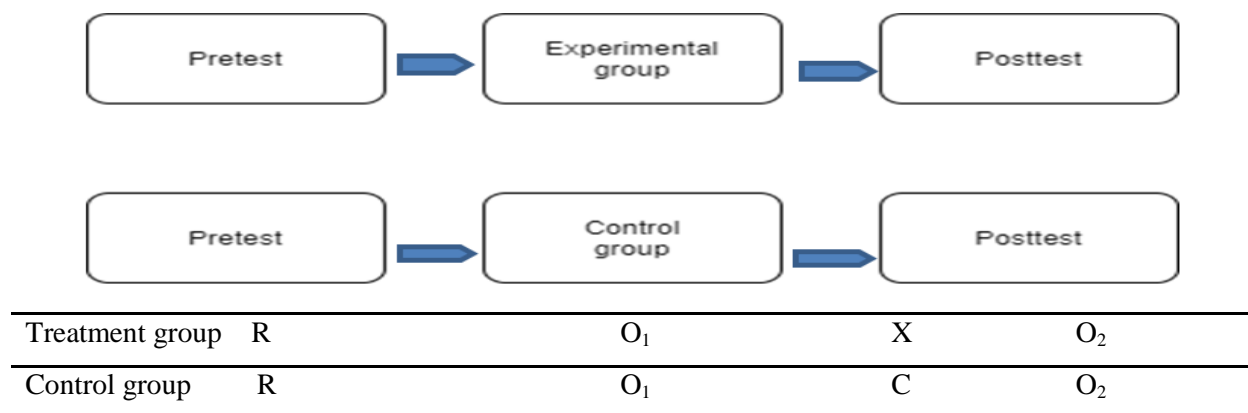 Pretest
Experimental
group
Posttest
Pretest
Control
group
Posttest
Treatment group R O₁ X O₂
Control group R O₁ C O₂